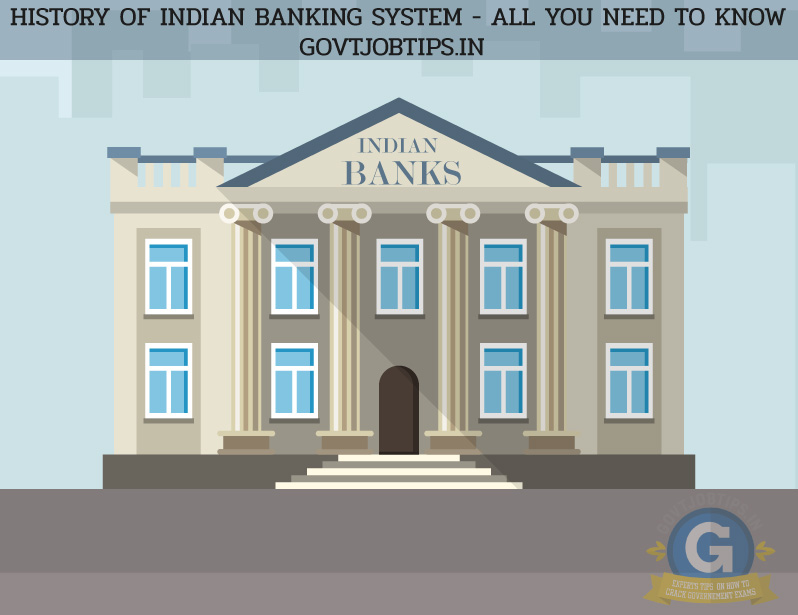 HISTORY OF INDIAN BANKING SYSTEM - ALL YOU NEED TO KNOW
GOVTJOBTIPS.IN
INDIAN
BANKS
GOVTJOBTIPS.IN
G
EXPERTS TIPS ON HOW TO
CRACK GOVERNEMENT EXAMS